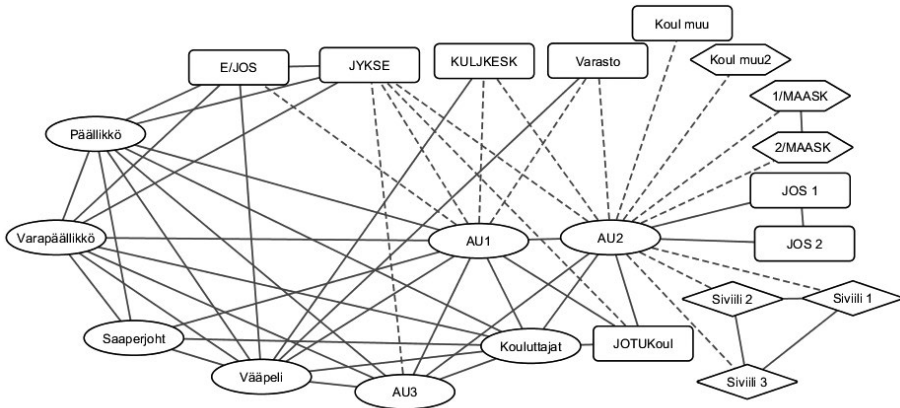 Koul muu
E/JOS
JYKSE
KULJKESK
Varasto
Koul muu2
1/MAASK
Päällikkö
2/MAASK
JOS 1
Varapäällikkö
AU1
AU2
JOS 2
Siviili 2
Siviili 1
Saaperjoht
Kouluttajat
JOTUKoul
Vääpeli
AU3
Siviili 3